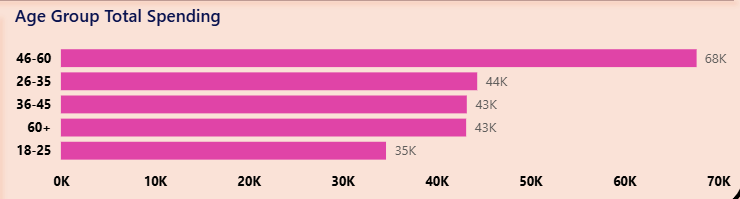 Age Group Total Spending
46-60 68K
26-35 44K
36-45 43K
60+ 43K
18-25 35K
0K 10K 20K 30K 40K 50K 60K 70K